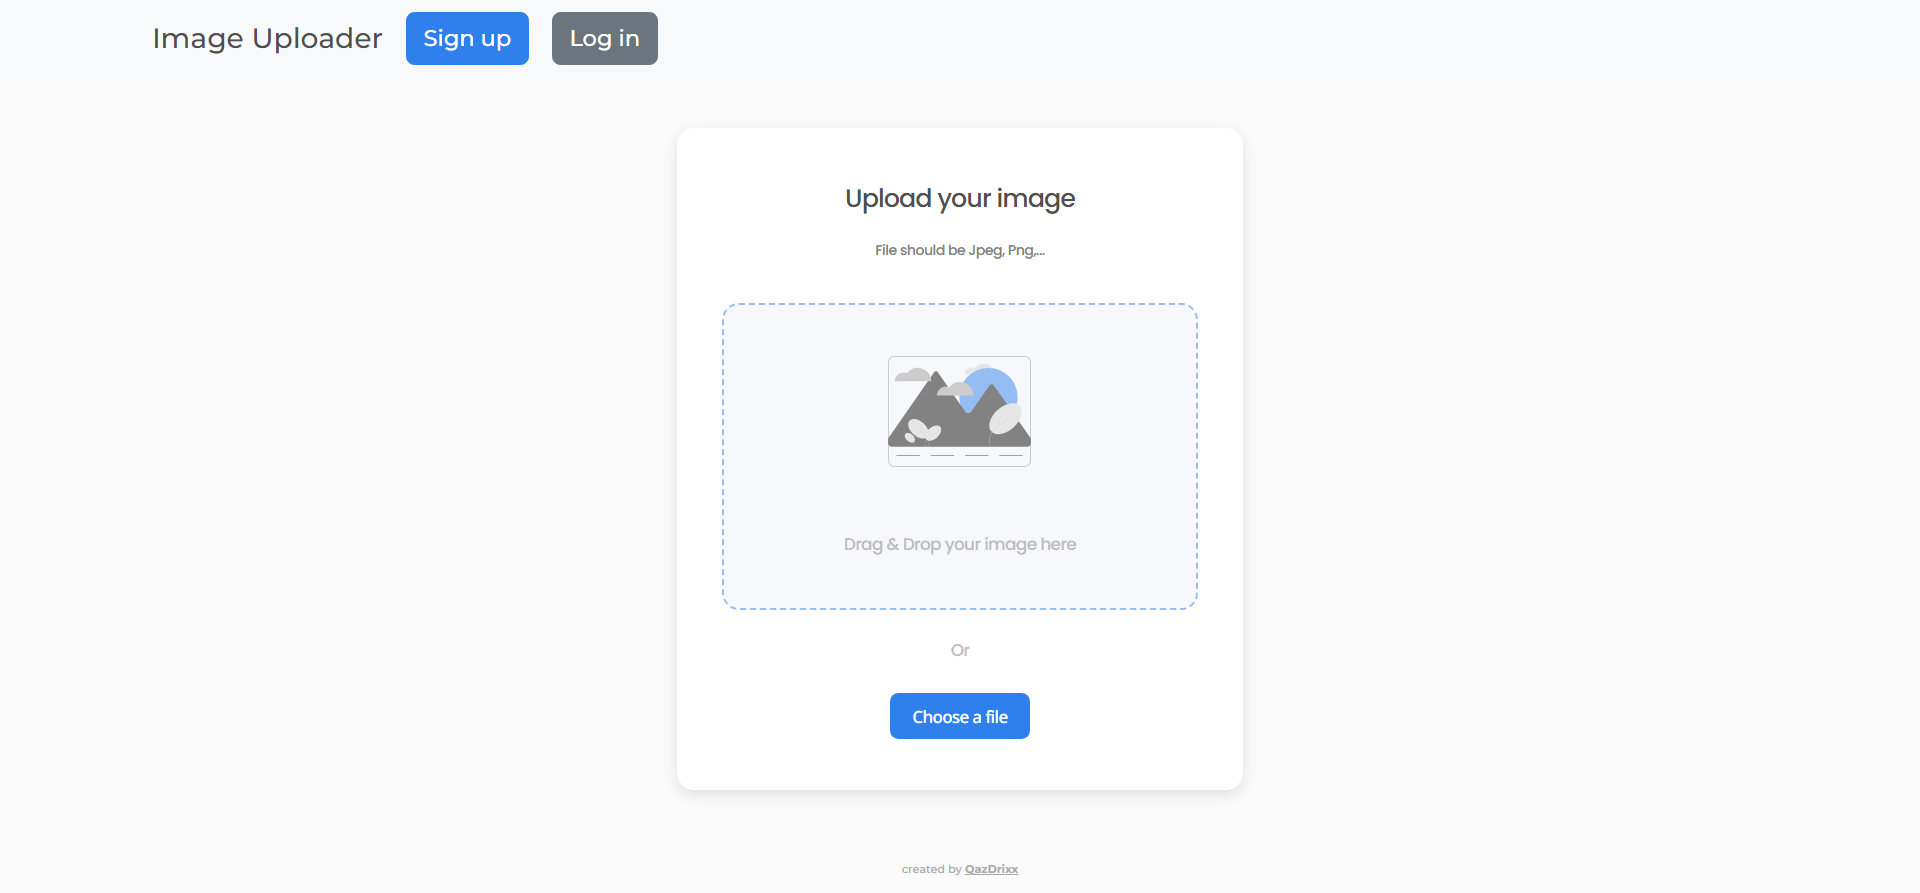 Image Uploader Sign up Log in
Upload your image
File should be Jpeg, Png,...
Drag & Drop your image here
Or
Choose a file
created by QazDrixx